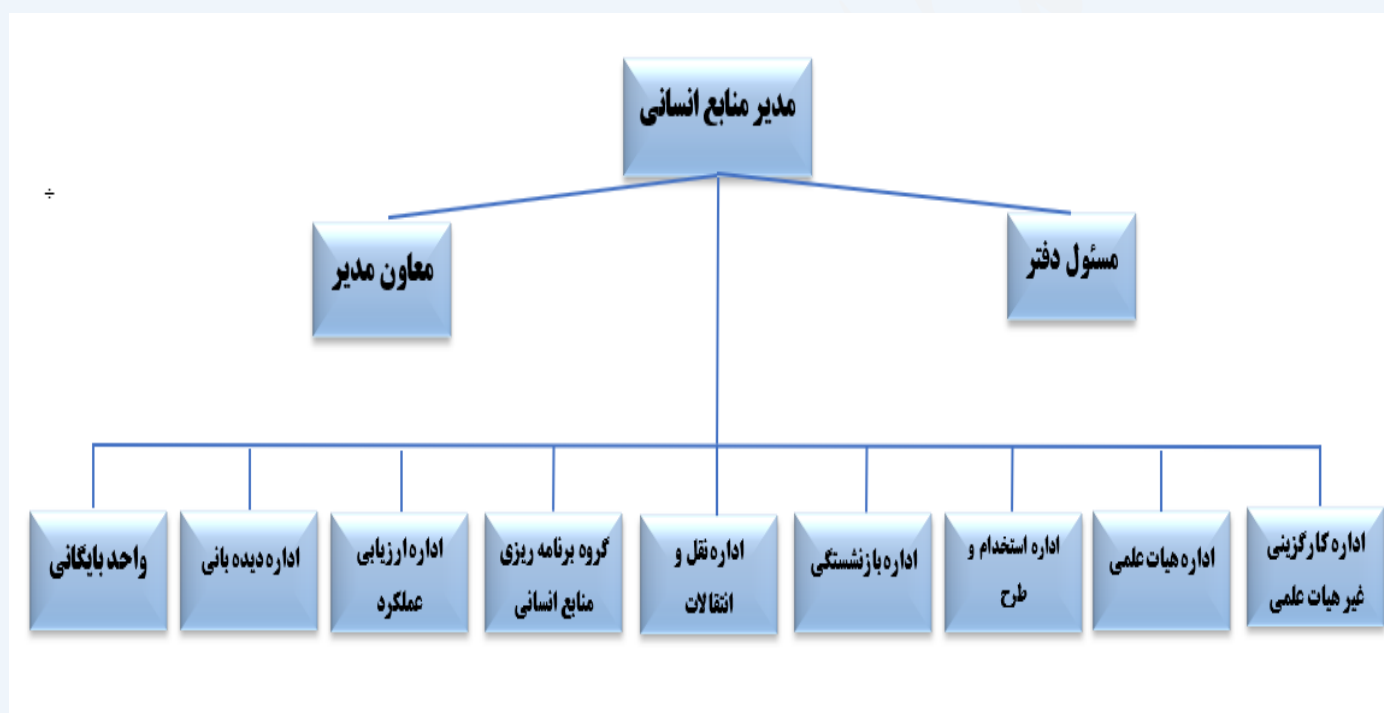 مدیر منابع انسانی
÷
مسئول دفتر
معاون مدیر
اداره کارگزینی
غیر هیات علمی
اداره هیات علمی
اداره استخدام و
طرح
اداره بازنشستگی
اداره نقل و
انتقالات
گروه برنامه ریزی
منابع انسانی
اداره ارزیابی
عملکرد
اداره دیده بانی
واحد بایگانی